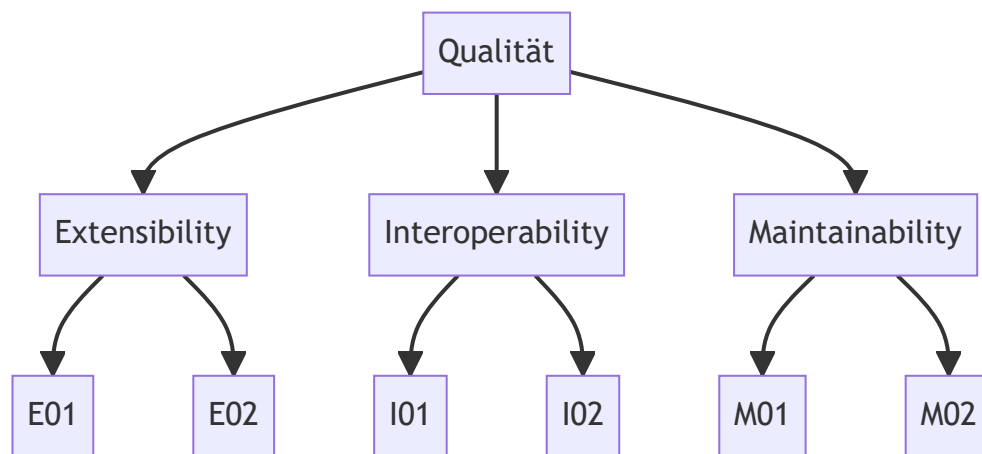 Qualität
Extensibility
Interoperability
Maintainability
E01
E02
I01
I02
M01
M02